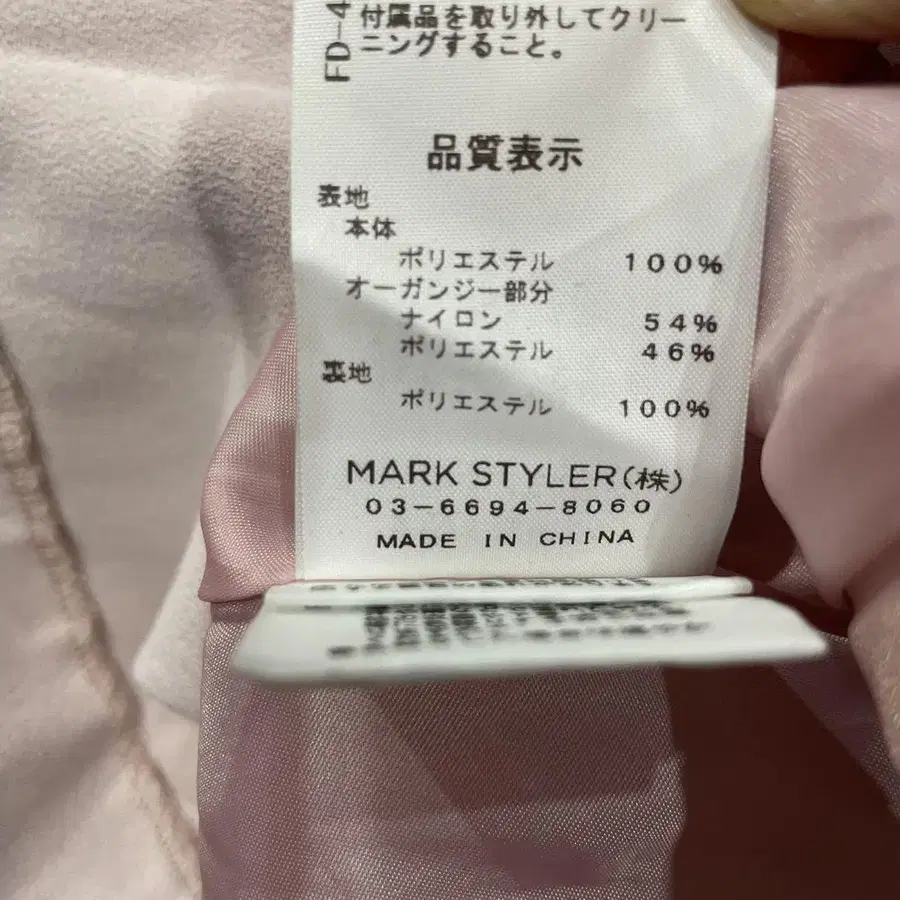 FD-4
付属品を取り外してクリー
ニングすること。
品質表示
表地
本体
ポリエステル 100%
オーガンジー部分
ナイロン 54%
ポリエステル 46%
裏地
ポリエステル 100%
MARK STYLER(株)
03-6694-8060
MADE IN CHINA